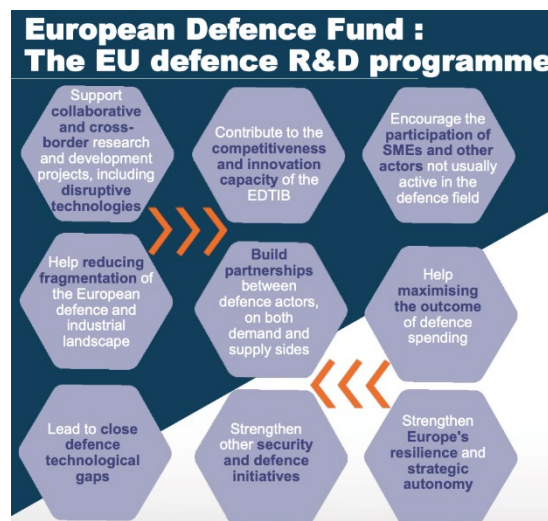 European Defence Fund :
The EU defence R&D programme
Support
collaborative
and cross-
border research
and development
projects, including
disruptive
technologies
Contribute to the
competitiveness
and innovation
capacity of the
EDTIB
Encourage the
participation of
SMEs and other
actors not usually
active in the
defence field
Help reducing
fragmentation of
the European
defence and
industrial
landscape
Build
partnerships
between
defence actors,
on both
demand and
supply sides
Help
maximising
the outcome
of defence
spending
Lead to close
defence
technological
gaps
Strengthen
other security
and defence
initiatives
Strengthen
Europe's
resilience and
strategic
autonomy